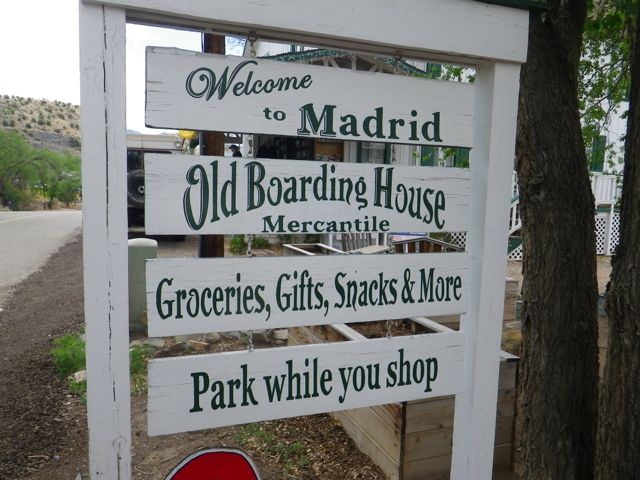 Welcome
to Madrid
Old Boarding House
Mercantile
Groceries, Gifts, Snacks & More
Park while you shop